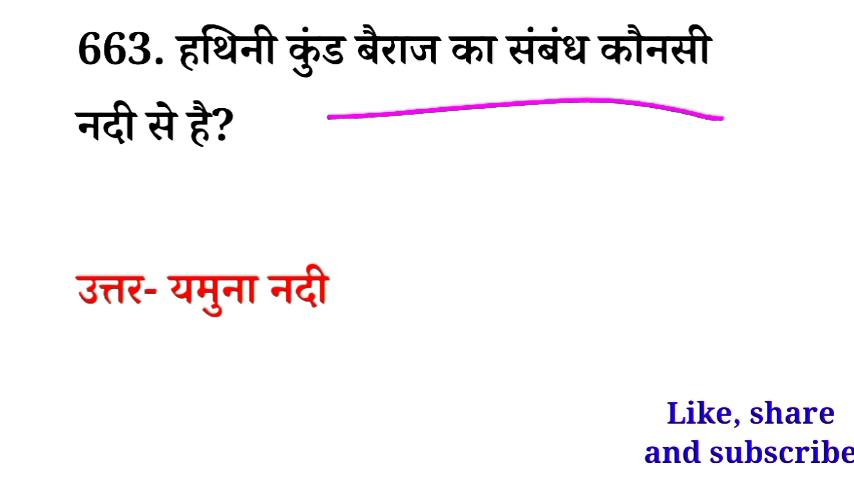 663. हथिनी कुंड बैराज का संबंध कौनसी
नदी से है?
उत्तर- यमुना नदी
Like, share
and subscribe